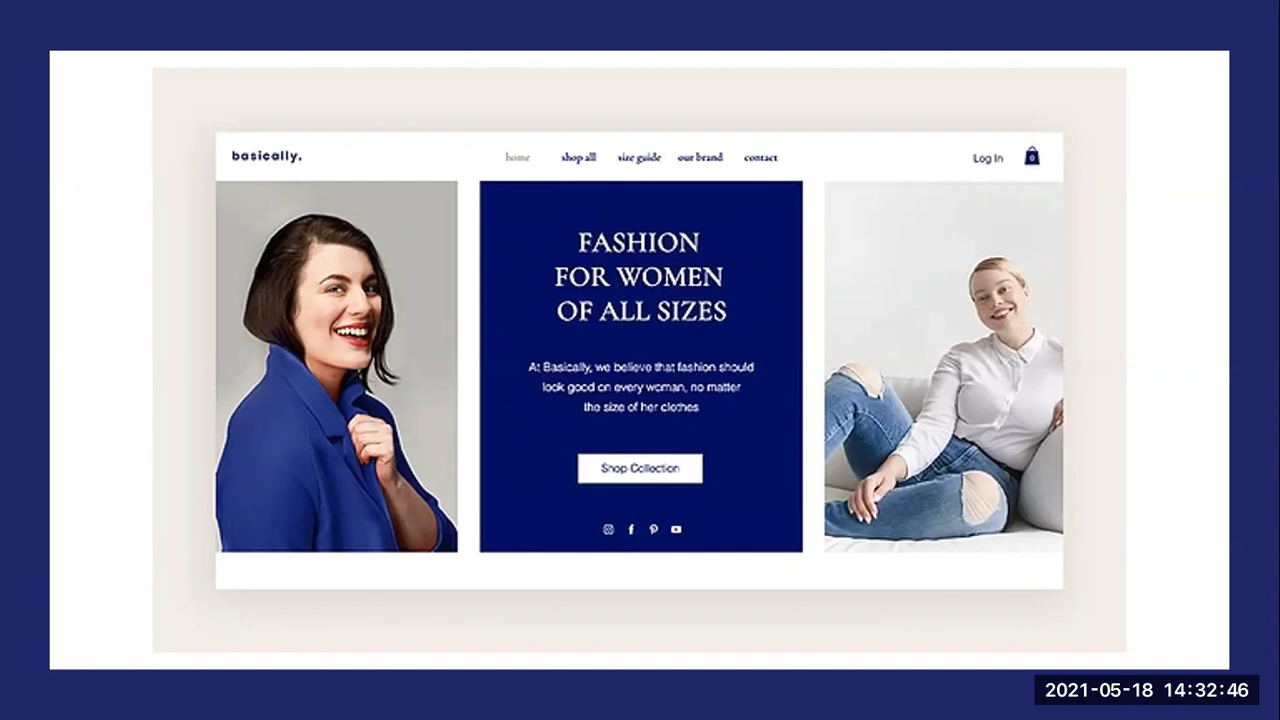 basically.
home shop all size guide our brand contact
Log In
0
FASHION
FOR WOMEN
OF ALL SIZES
At Basically, we believe that fashion should
look good on every woman, no matter
the size of her clothes
Shop Collection
2021-05-18 14:32:46